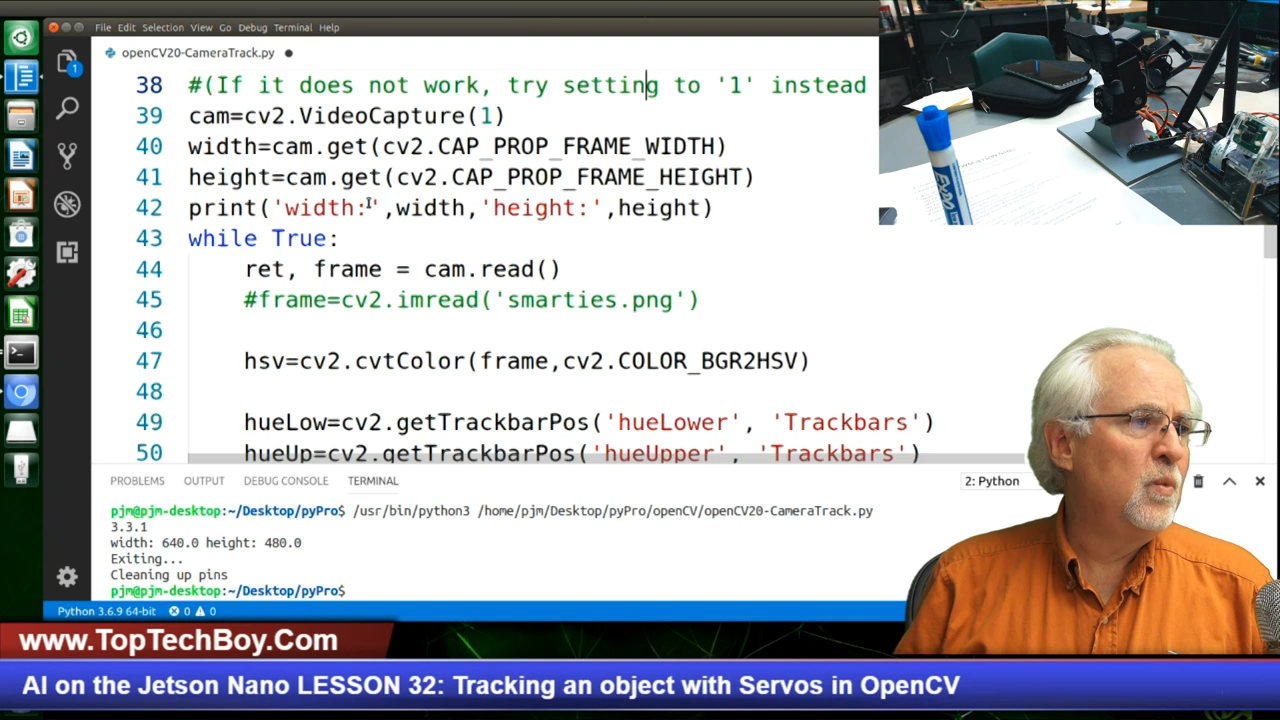 File Edit Selection View Go Debug Terminal Help
openCV20-CameraTrack.py
1
38 #(If it does not work, try setting to '1' instead
39 cam=cv2.VideoCapture(1)
40 width=cam.get(cv2.CAP_PROP_FRAME_WIDTH)
41 height=cam.get(cv2.CAP_PROP_FRAME_HEIGHT)
42 print('width:',width,'height:',height)
43 while True:
44 ret, frame = cam.read()
45 #frame=cv2.imread('smarties.png')
46
47 hsv=cv2.cvtColor(frame,cv2.COLOR_BGR2HSV)
48
49 hueLow=cv2.getTrackbarPos('hueLower', 'Trackbars')
50 hueUp=cv2.getTrackbarPos('hueUpper', 'Trackbars')
PROBLEMS OUTPUT DEBUG CONSOLE TERMINAL 2: Python
pjm@pjm-desktop:~/Desktop/pyPro$ /usr/bin/python3 /home/pjm/Desktop/pyPro/openCV/openCV20-CameraTrack.py
3.3.1
width: 640.0 height: 480.0
Exiting...
Cleaning up pins
pjm@pjm-desktop:~/Desktop/pyPro$
Python 3.6.9 64-bit 0 0
www.TopTechBoy.Com
AI on the Jetson Nano LESSON 32: Tracking an object with Servos in OpenCV